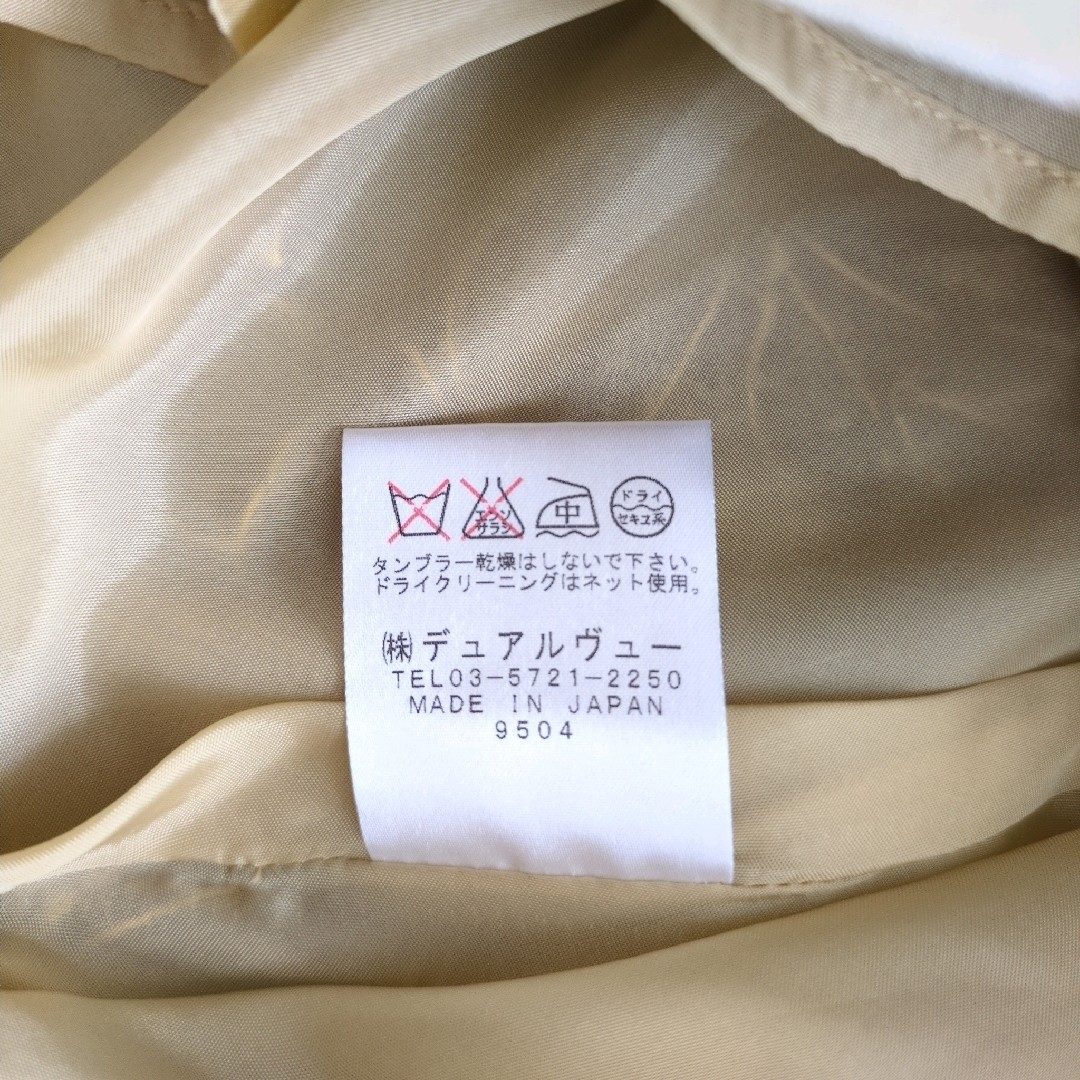 エンソ
サラシ
中
ドライ
セキユ系
タンブラー乾燥はしないで下さい。
ドライクリーニングはネット使用。
㈱デュアルヴュー
TEL03-5721-2250
MADE IN JAPAN
9504